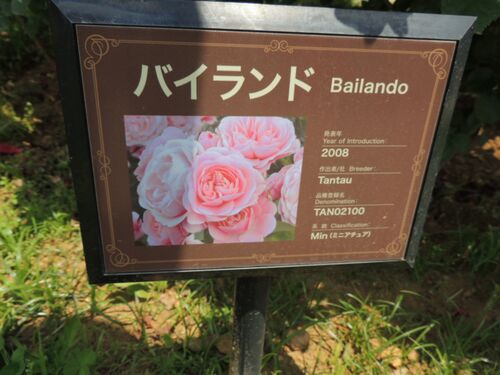 バイランド Bailando
発表年
Year of Introduction:
2008
作出者/社 Breeder:
Tantau
品種登録名
Denomination:
TAN02100
系統 Classification:
Min (ミニアチュア)